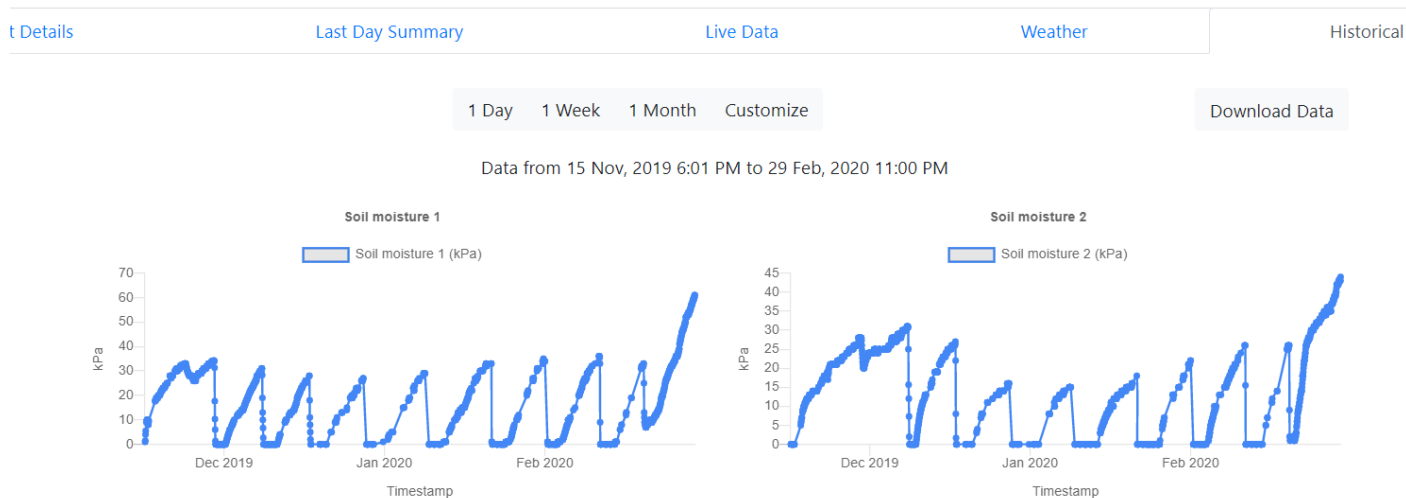 t Details Last Day Summary Live Data Weather Historical
1 Day 1 Week 1 Month Customize Download Data
Data from 15 Nov, 2019 6:01 PM to 29 Feb, 2020 11:00 PM
Soil moisture 1
Soil moisture 1 (kPa)
70
60
50
40
30
20
10
0
kPa
Dec 2019 Jan 2020 Feb 2020
Timestamp
Soil moisture 2
Soil moisture 2 (kPa)
45
40
35
30
25
20
15
10
5
0
kPa
Dec 2019 Jan 2020 Feb 2020
Timestamp